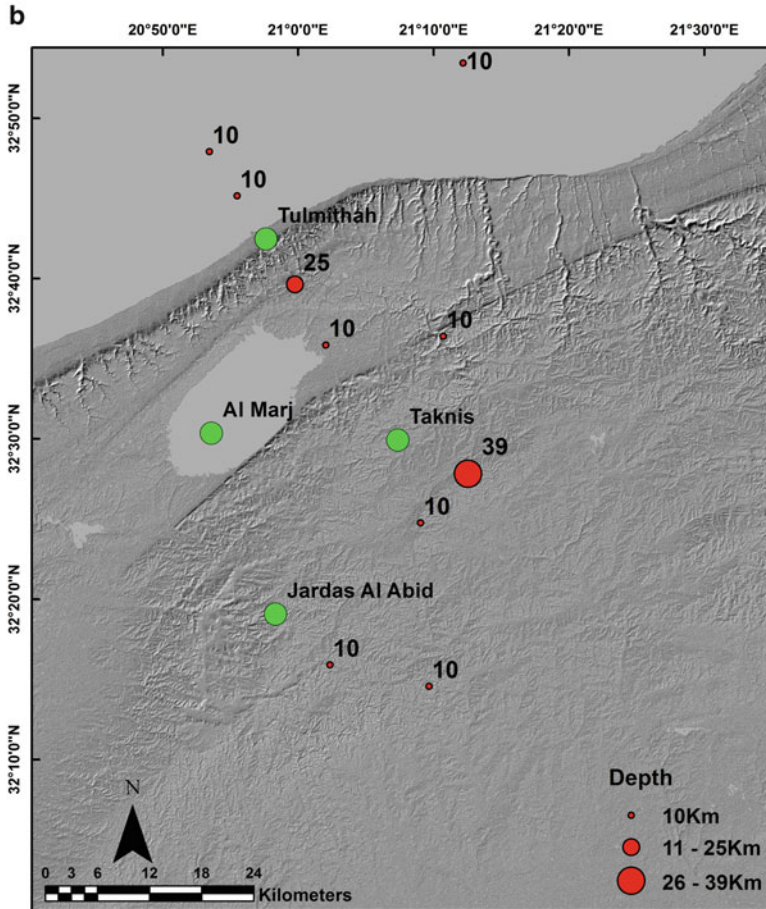 b
20°50'0"E 21°0'0"E 21°10'0"E 21°20'0"E 21°30'0"E
32°50'0"N
32°40'0"N
32°30'0"N
32°20'0"N
32°10'0"N
10
10
10
Tulmithah
25
10
10
Al Marj
Taknis
39
10
Jardas Al Abid
10
10
N
0 3 6 12 18 24
Kilometers
Depth
10Km
11 - 25Km
26 - 39Km